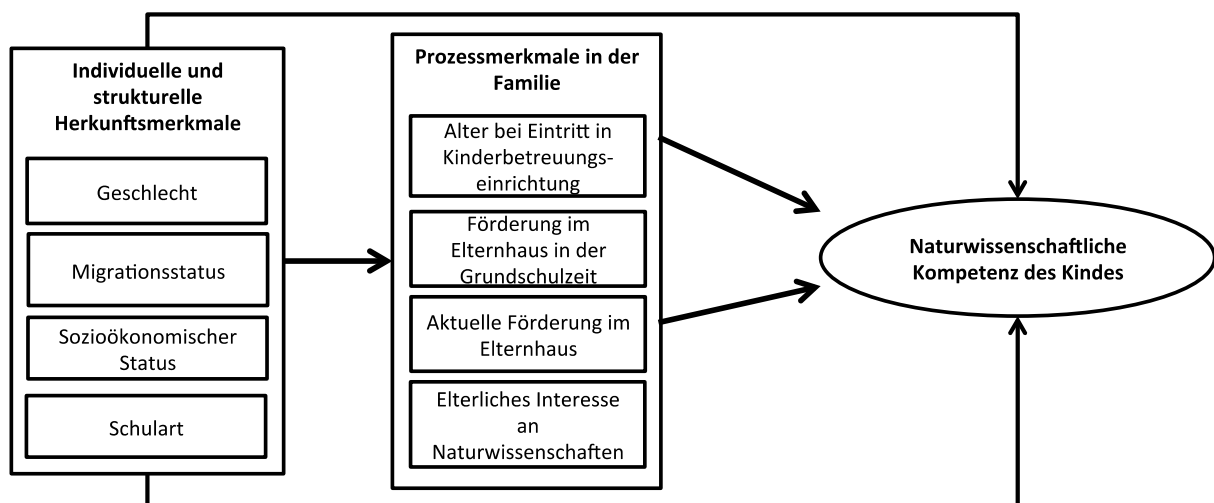 Individuelle und
strukturelle
Herkunftsmerkmale
Geschlecht
Migrationsstatus
Sozioökonomischer
Status
Schulart
Prozessmerkmale in der
Familie
Alter bei Eintritt in
Kinderbetreuungs-
einrichtung
Förderung im
Elternhaus in der
Grundschulzeit
Aktuelle Förderung im
Elternhaus
Elterliches Interesse
an
Naturwissenschaften
Naturwissenschaftliche
Kompetenz des Kindes